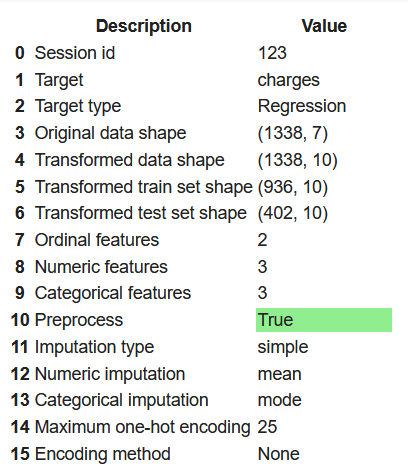 Description Value
0 Session id 123
1 Target charges
2 Target type Regression
3 Original data shape (1338, 7)
4 Transformed data shape (1338, 10)
5 Transformed train set shape (936, 10)
6 Transformed test set shape (402, 10)
7 Ordinal features 2
8 Numeric features 3
9 Categorical features 3
10 Preprocess True
11 Imputation type simple
12 Numeric imputation mean
13 Categorical imputation mode
14 Maximum one-hot encoding 25
15 Encoding method None